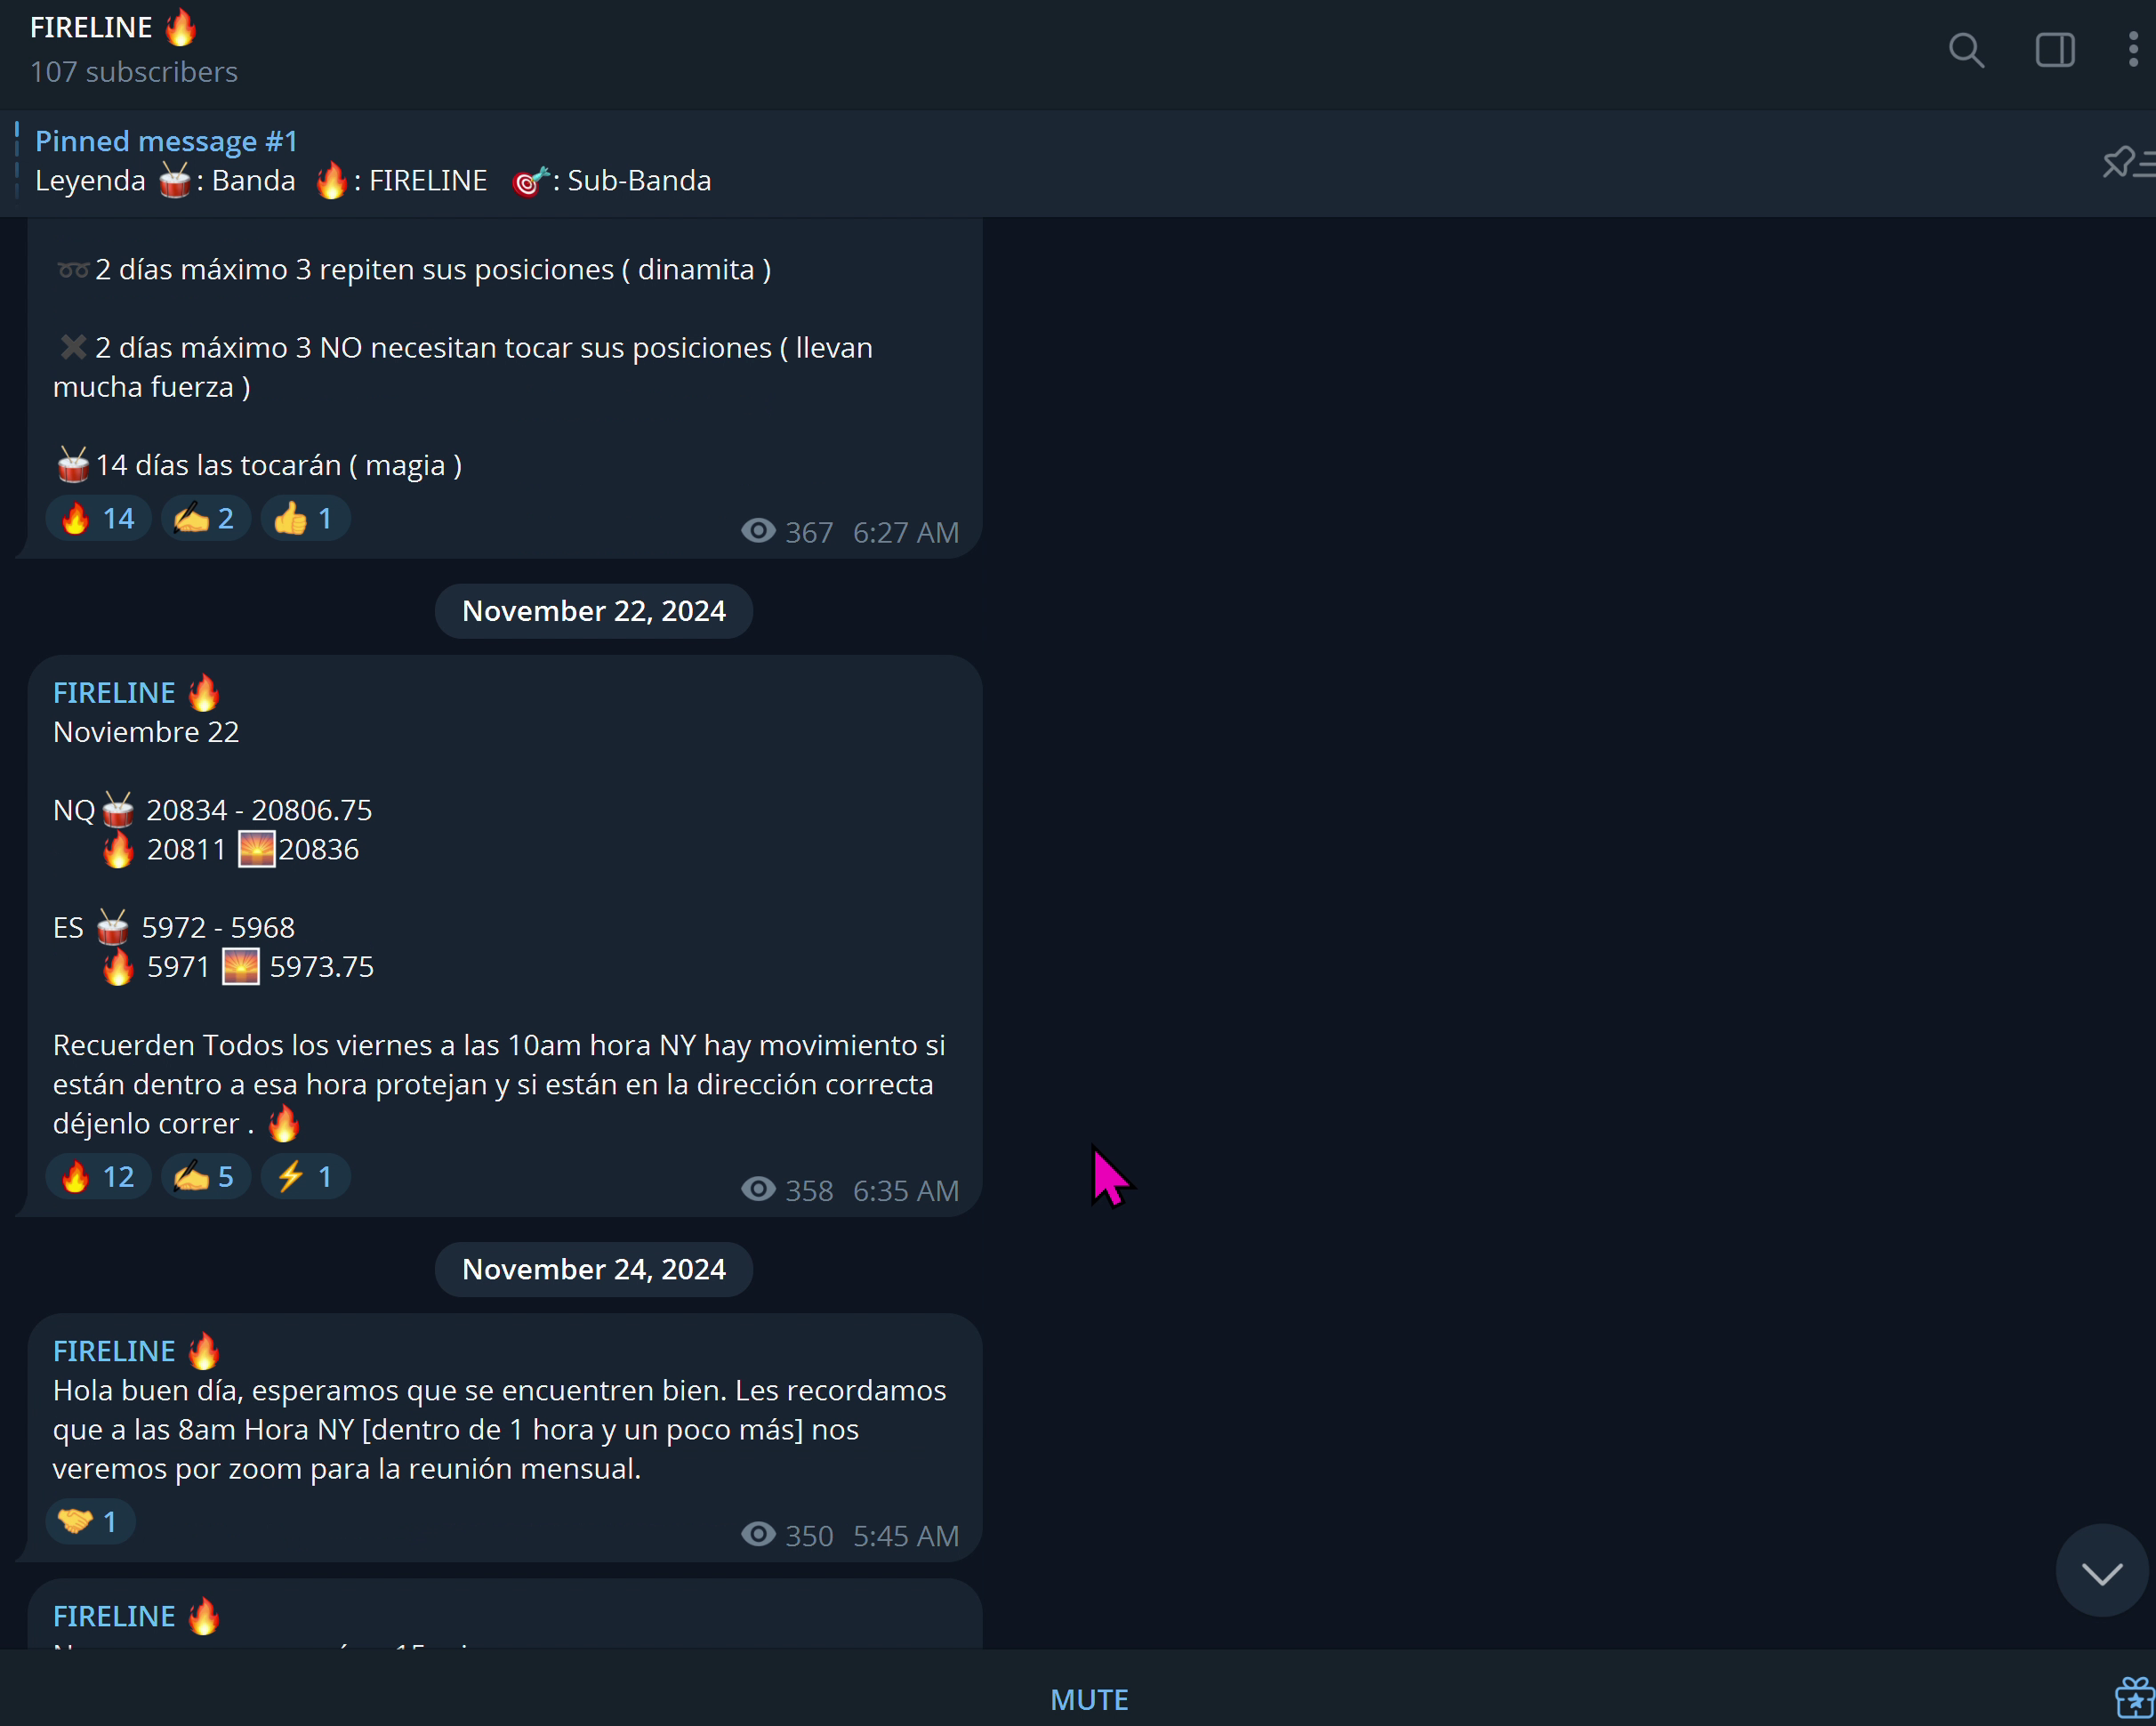 FIRELINE 🔥
107 subscribers
Pinned message #1
Leyenda 🥁: Banda 🔥: FIRELINE 🎯: Sub-Banda
➿2 días máximo 3 repiten sus posiciones ( dinamita )
✖️2 días máximo 3 NO necesitan tocar sus posiciones ( llevan
mucha fuerza )
🥁14 días las tocarán ( magia )
🔥 14 ✍️ 2 👍 1
367 6:27 AM
November 22, 2024
FIRELINE 🔥
Noviembre 22
NQ🥁 20834 - 20806.75
🔥 20811 🌅20836
ES 🥁 5972 - 5968
🔥 5971 🌅 5973.75
Recuerden Todos los viernes a las 10am hora NY hay movimiento si
están dentro a esa hora protejan y si están en la dirección correcta
déjenlo correr . 🔥
🔥 12 ✍️ 5 ⚡ 1
358 6:35 AM
November 24, 2024
FIRELINE 🔥
Hola buen día, esperamos que se encuentren bien. Les recordamos
que a las 8am Hora NY [dentro de 1 hora y un poco más] nos
veremos por zoom para la reunión mensual.
🤝 1
350 5:45 AM
FIRELINE 🔥
MUTE